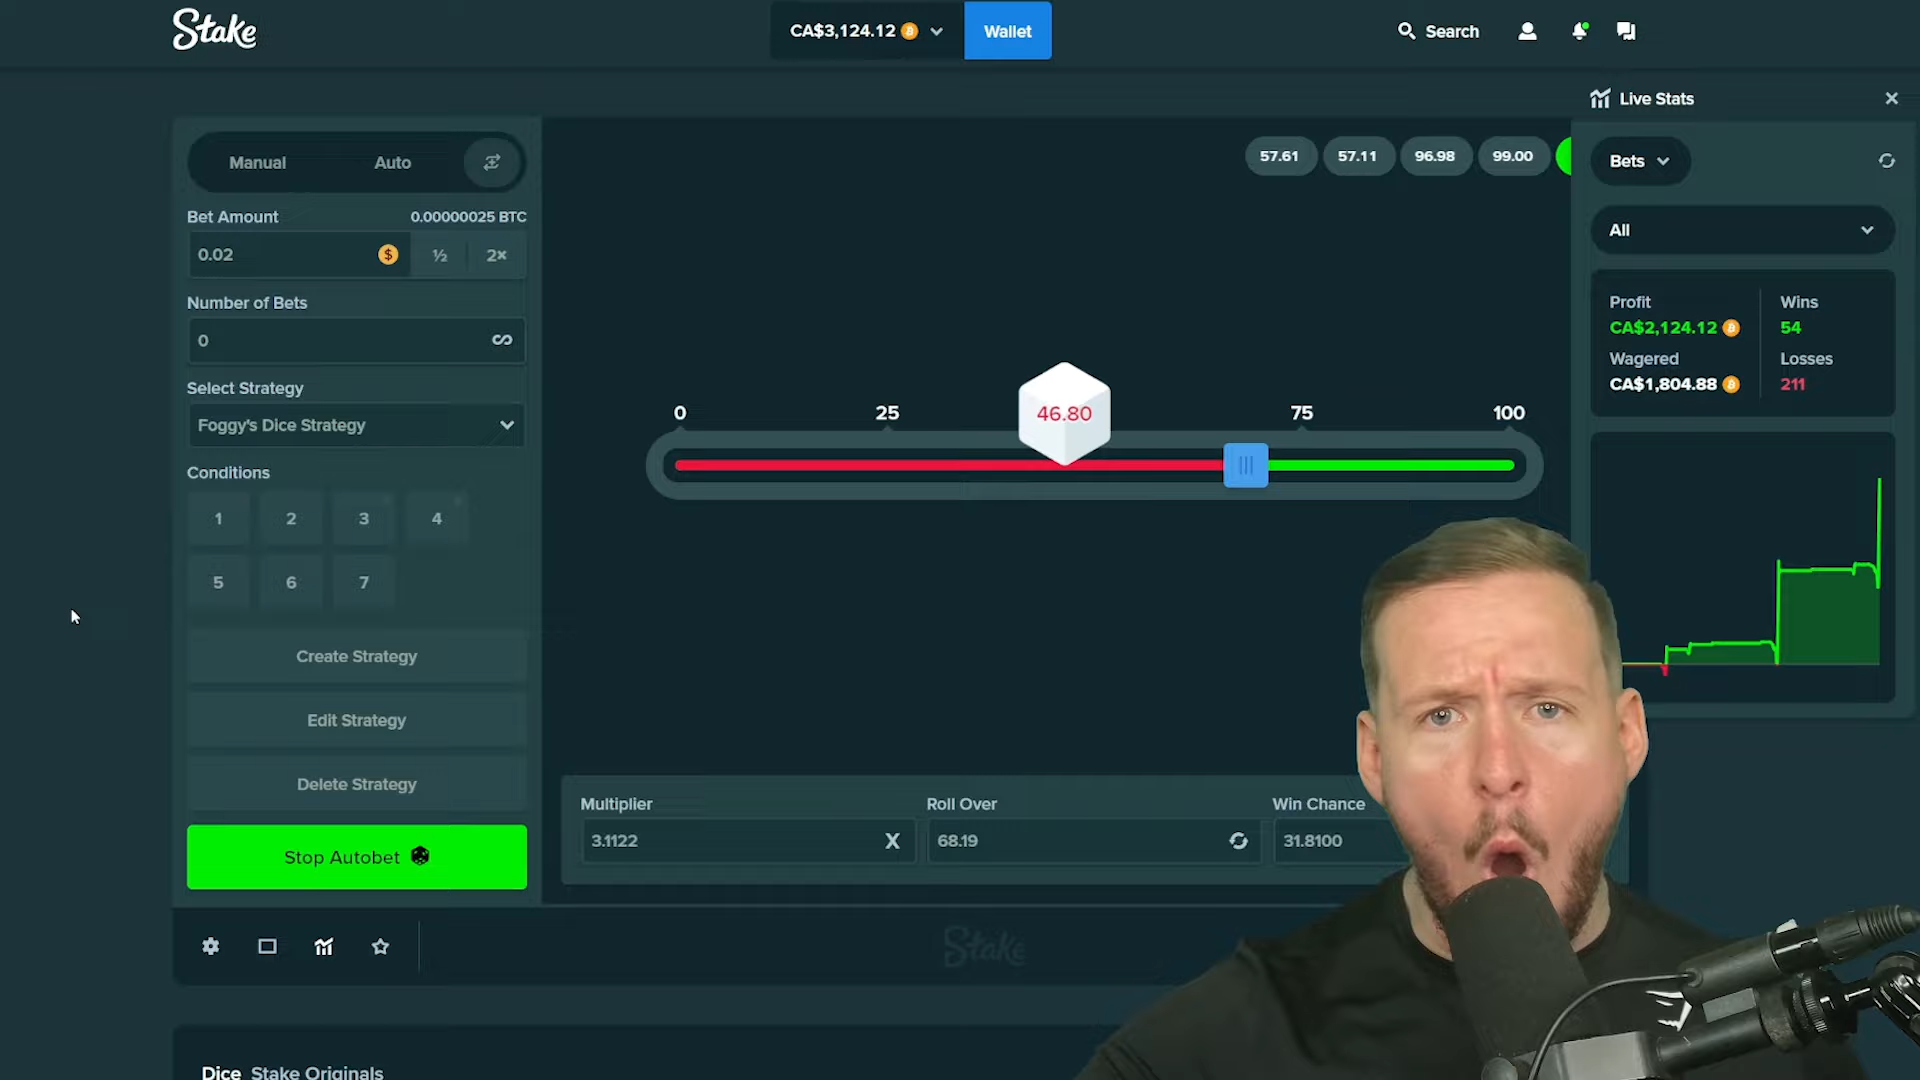 Stake
CA$3,124.12
Wallet
Search
Live Stats
Manual
Auto
57.61
57.11
96.98
99.00
Bets
Bet Amount
0.00000025 BTC
0.02
½
2×
All
Number of Bets
0
Profit
Wins
CA$2,124.12
54
Wagered
Losses
CA$1,804.88
211
Select Strategy
Foggy's Dice Strategy
0
25
46.80
75
100
Conditions
1
2
3
4
5
6
7
Create Strategy
Edit Strategy
Delete Strategy
Multiplier
Roll Over
Win Chance
3.1122
68.19
31.8100
Stop Autobet
Stake
Dice Stake Originals